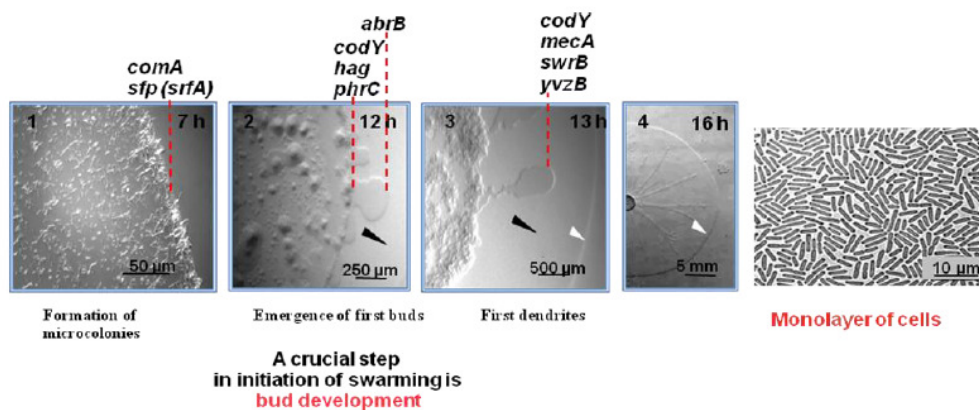 comA
sfp (srfA)
abrB
codY
hag
phrC
codY
mecA
swrB
yvzB
1 7 h
50 µm
2 12 h
250 µm
3 13 h
500 µm
4 16 h
5 mm
10 µm
Formation of
microcolonies
Emergence of first buds
First dendrites
Monolayer of cells
A crucial step
in initiation of swarming is
bud development